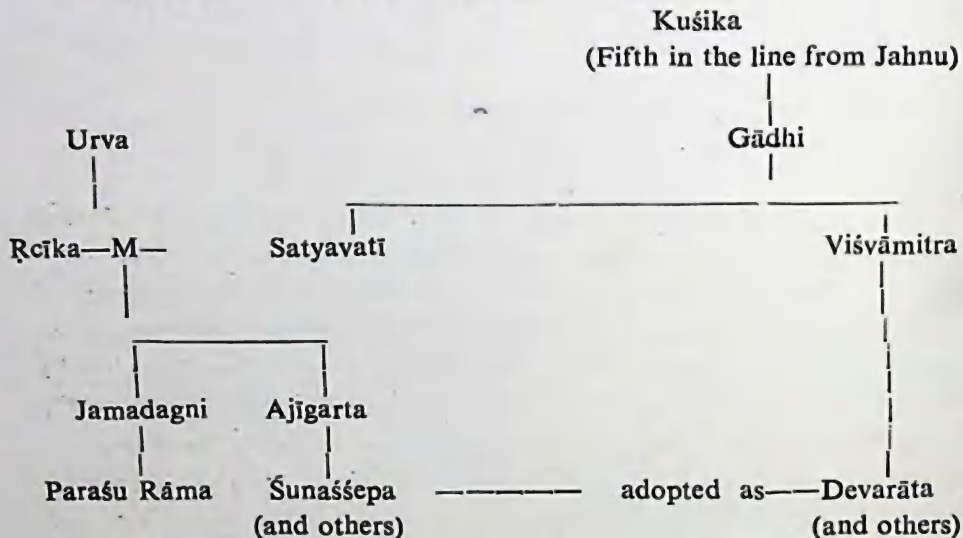 Kuśika
(Fifth in the line from Jahnu)
Urva
Gādhi
Ṛcīka—M—
Satyavatī
Viśvāmitra
Jamadagni
Ajīgarta
Paraśu Rāma
Śunaśśepa
(and others)
adopted as——Devarāta
(and others)